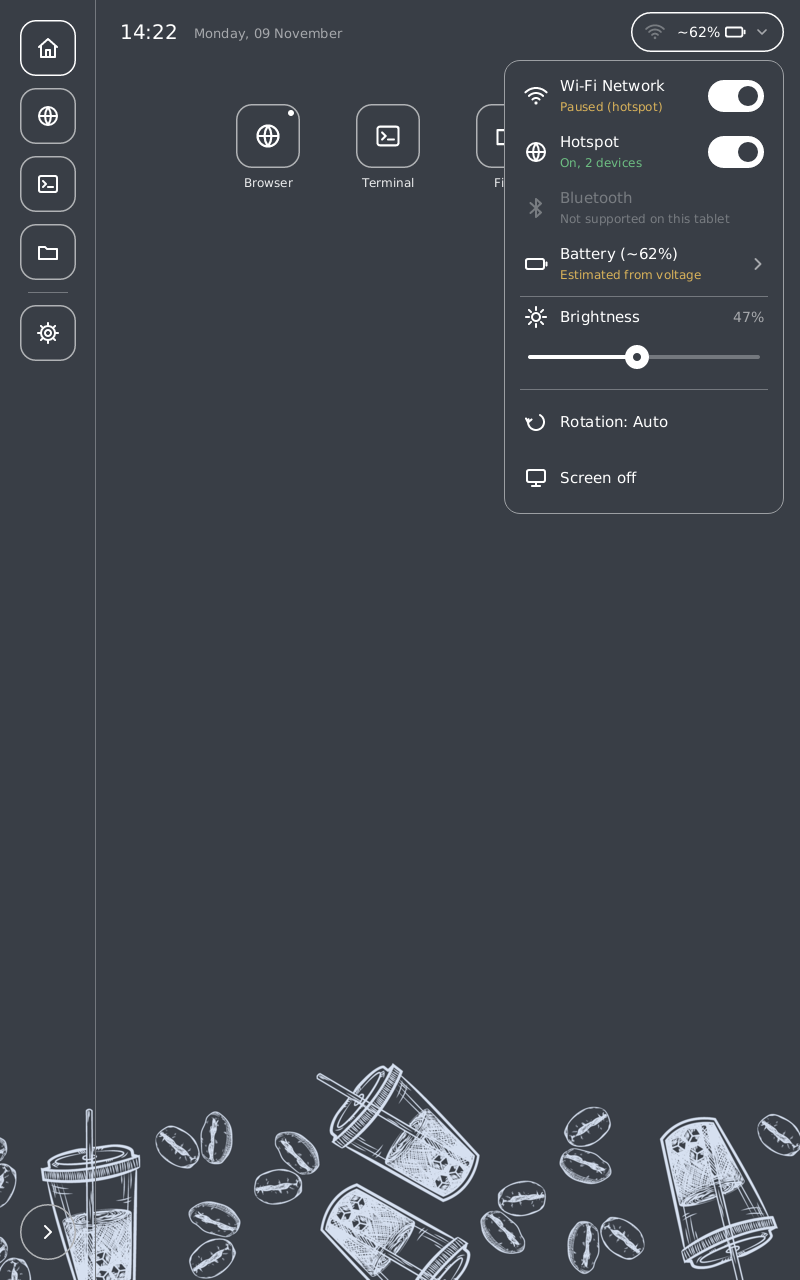 14:22 Monday, 09 November
~62%
Browser
Terminal
Fi
Wi-Fi Network
Paused (hotspot)
Hotspot
On, 2 devices
Bluetooth
Not supported on this tablet
Battery (~62%)
Estimated from voltage
Brightness 47%
Rotation: Auto
Screen off